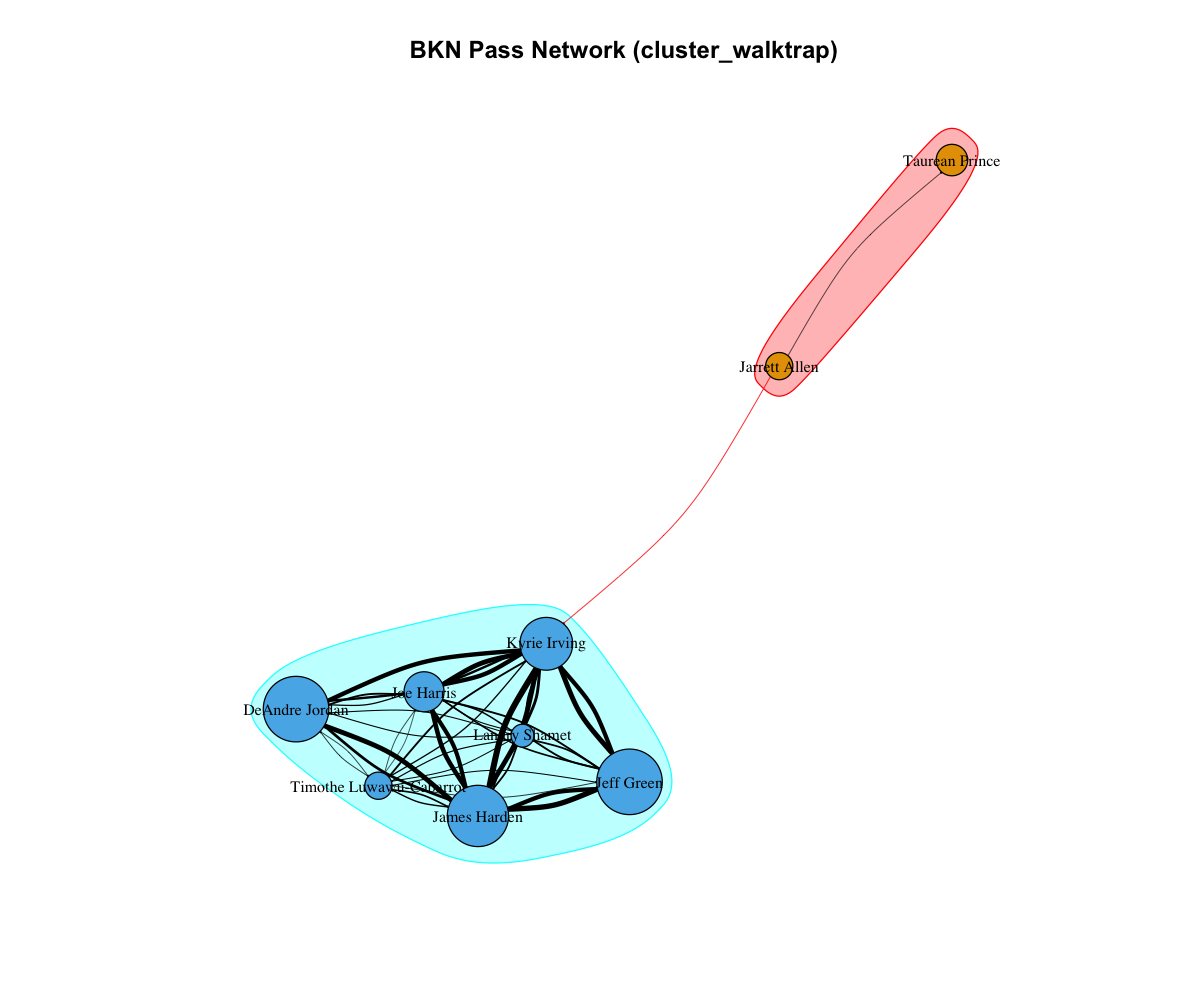 BKN Pass Network (cluster_walktrap)
Taurean Prince
Jarrett Allen
Kyrie Irving
Joe Harris
DeAndre Jordan
Landry Shamet
Jeff Green
Timothe Luwawu-Cabarrot
James Harden